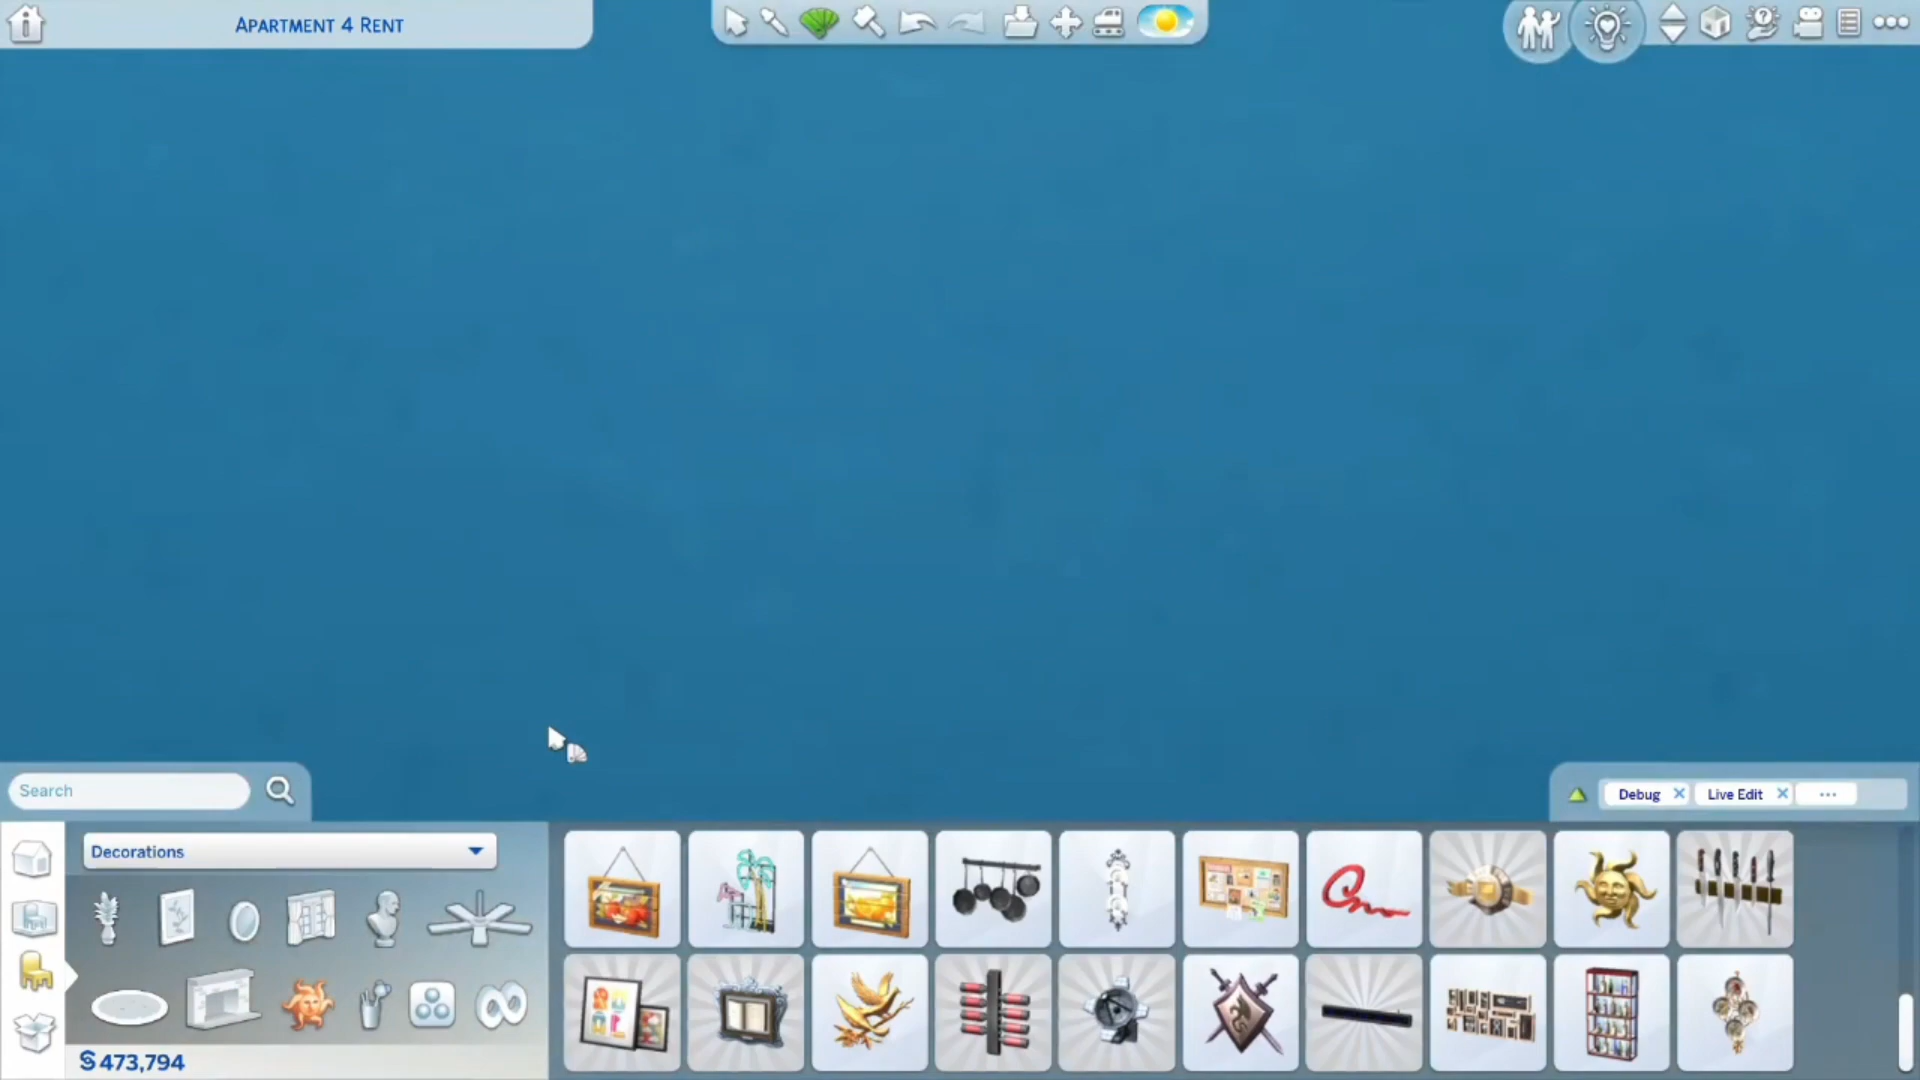 APARTMENT 4 RENT
Search
Debug
Live Edit
...
Decorations
§473,794